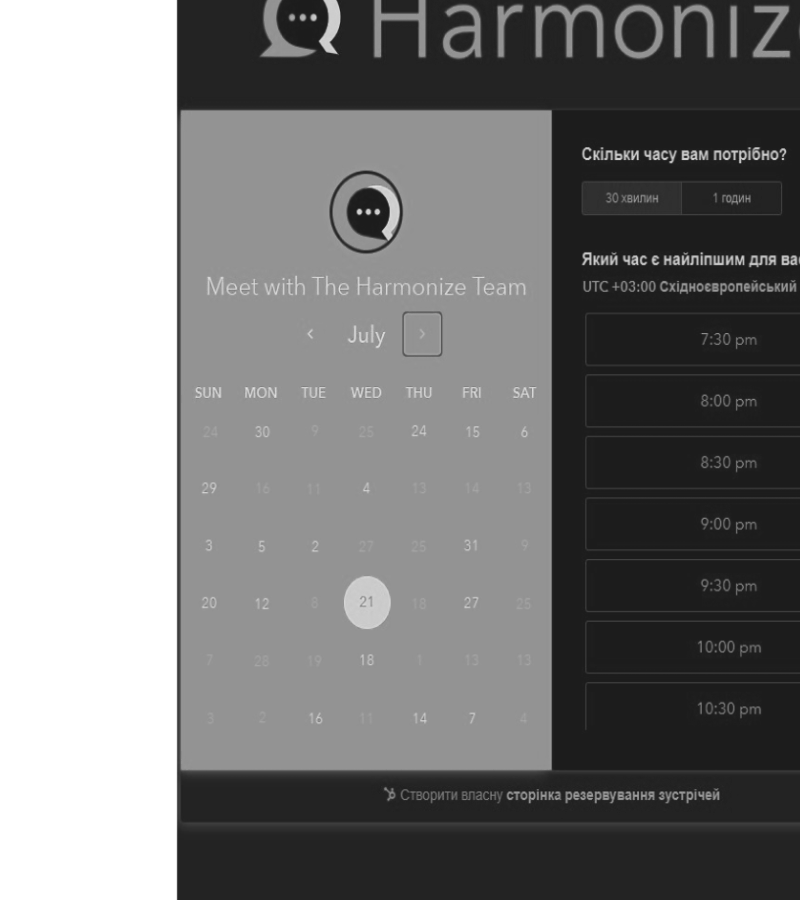 Harmoniz
Meet with The Harmonize Team
July
SUN MON TUE WED THU FRI SAT
24 30 9 25 24 15 6
29 16 11 4 13 14 13
3 5 2 27 25 31 9
20 12 8 21 18 27 25
7 28 19 18 1 13 13
3 2 16 11 14 7 4
Скільки часу вам потрібно?
30 хвилин 1 годин
Який час є найліпшим для вас
UTC +03:00 Східноєвропейський
7:30 pm
8:00 pm
8:30 pm
9:00 pm
9:30 pm
10:00 pm
10:30 pm
Створити власну сторінка резервування зустрічей